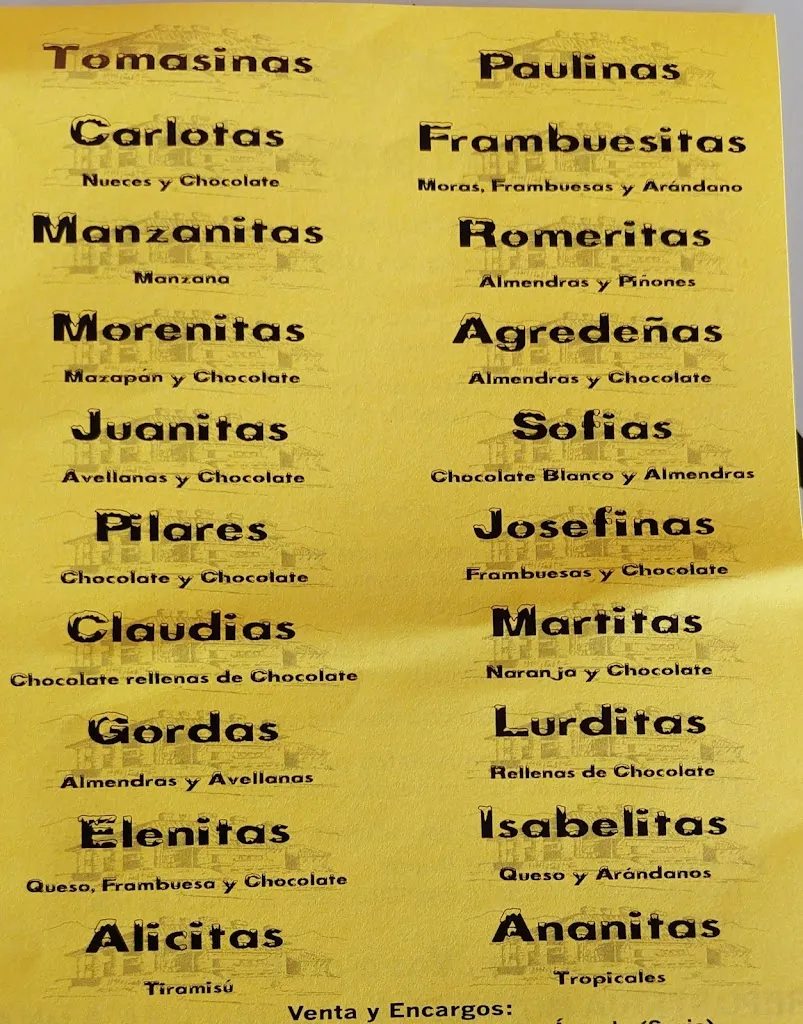 Tomasinas
Carlotas
Nueces y Chocolate
Manzanitas
Manzana
Morenitas
Mazapán y Chocolate
Juanitas
Avellanas y Chocolate
Pilares
Chocolate y Chocolate
Claudias
Chocolate rellenas de Chocolate
Gordas
Almendras y Avellanas
Elenitas
Queso, Frambuesa y Chocolate
Alicitas
Tiramisú
Paulinas
Frambuesitas
Moras, Frambuesas y Arándano
Romeritas
Almendras y Piñones
Agredeñas
Almendras y Chocolate
Sofias
Chocolate Blanco y Almendras
Josefinas
Frambuesas y Chocolate
Martitas
Naranja y Chocolate
Lurditas
Rellenas de Chocolate
Isabelitas
Queso y Arándanos
Ananitas
Tropicales
Venta y Encargos: